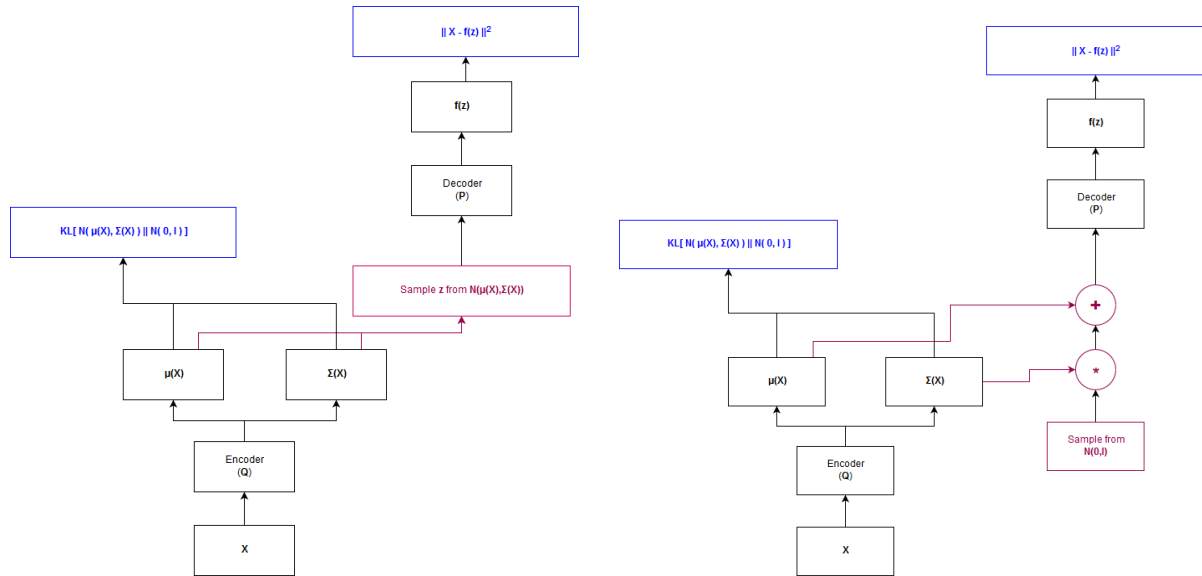 || X - f(z) ||²
f(z)
Decoder
(P)
KL[ N( μ(X), Σ(X) ) || N( 0, I ) ]
Sample z from N(μ(X),Σ(X))
μ(X)
Σ(X)
Encoder
(Q)
X
|| X - f(z) ||²
f(z)
Decoder
(P)
KL[ N( μ(X), Σ(X) ) || N( 0, I ) ]
+
μ(X)
Σ(X)
*
Sample from
N(0,I)
Encoder
(Q)
X